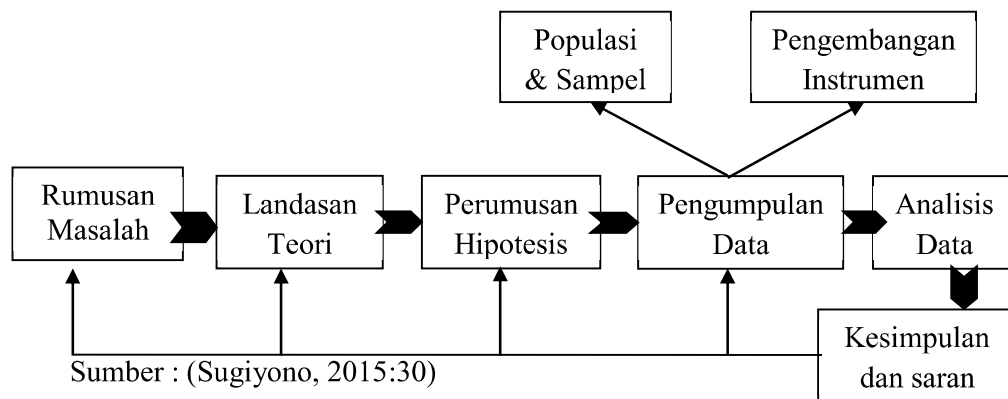 Populasi
& Sampel
Pengembangan
Instrumen
Rumusan
Masalah
Landasan
Teori
Perumusan
Hipotesis
Pengumpulan
Data
Analisis
Data
Kesimpulan
dan saran
Sumber : (Sugiyono, 2015:30)